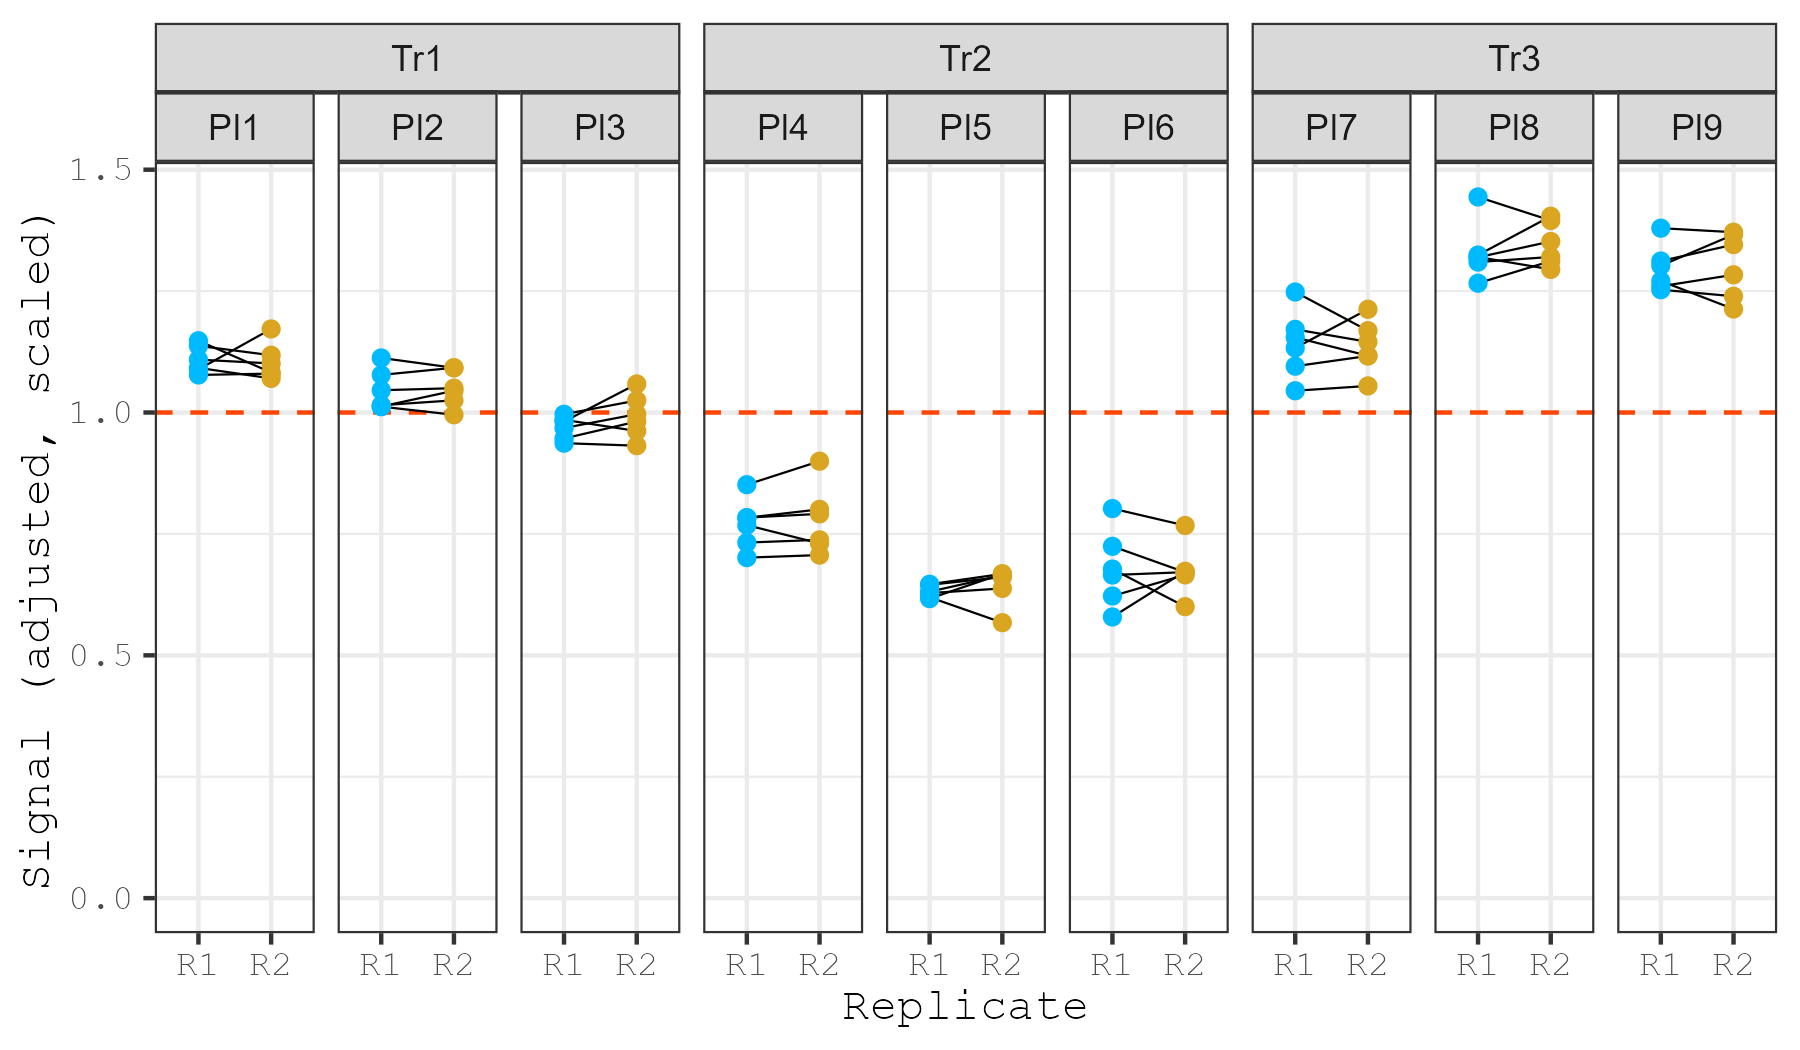 Tr1 Tr2 Tr3
Pl1 Pl2 Pl3 Pl4 Pl5 Pl6 Pl7 Pl8 Pl9
1.5
1.0
0.5
0.0
Signal (adjusted, scaled)
R1 R2 R1 R2 R1 R2 R1 R2 R1 R2 R1 R2 R1 R2 R1 R2 R1 R2
Replicate